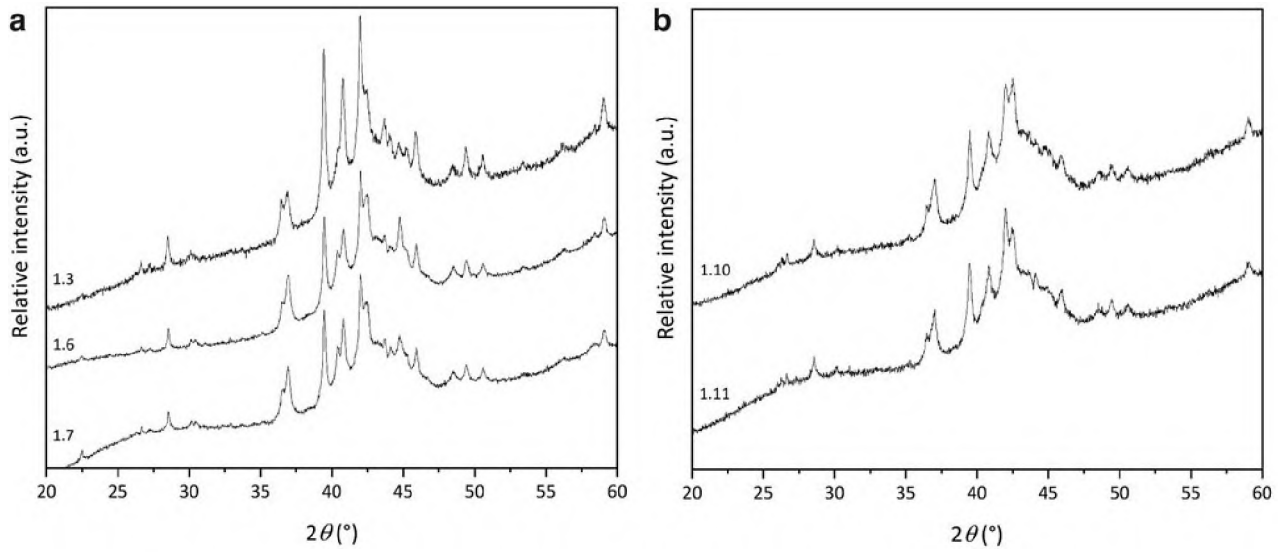 a
Relative intensity (a.u.)
1.3
1.6
1.7
20 25 30 35 40 45 50 55 60
2θ (°)
b
Relative intensity (a.u.)
1.10
1.11
20 25 30 35 40 45 50 55 60
2θ (°)